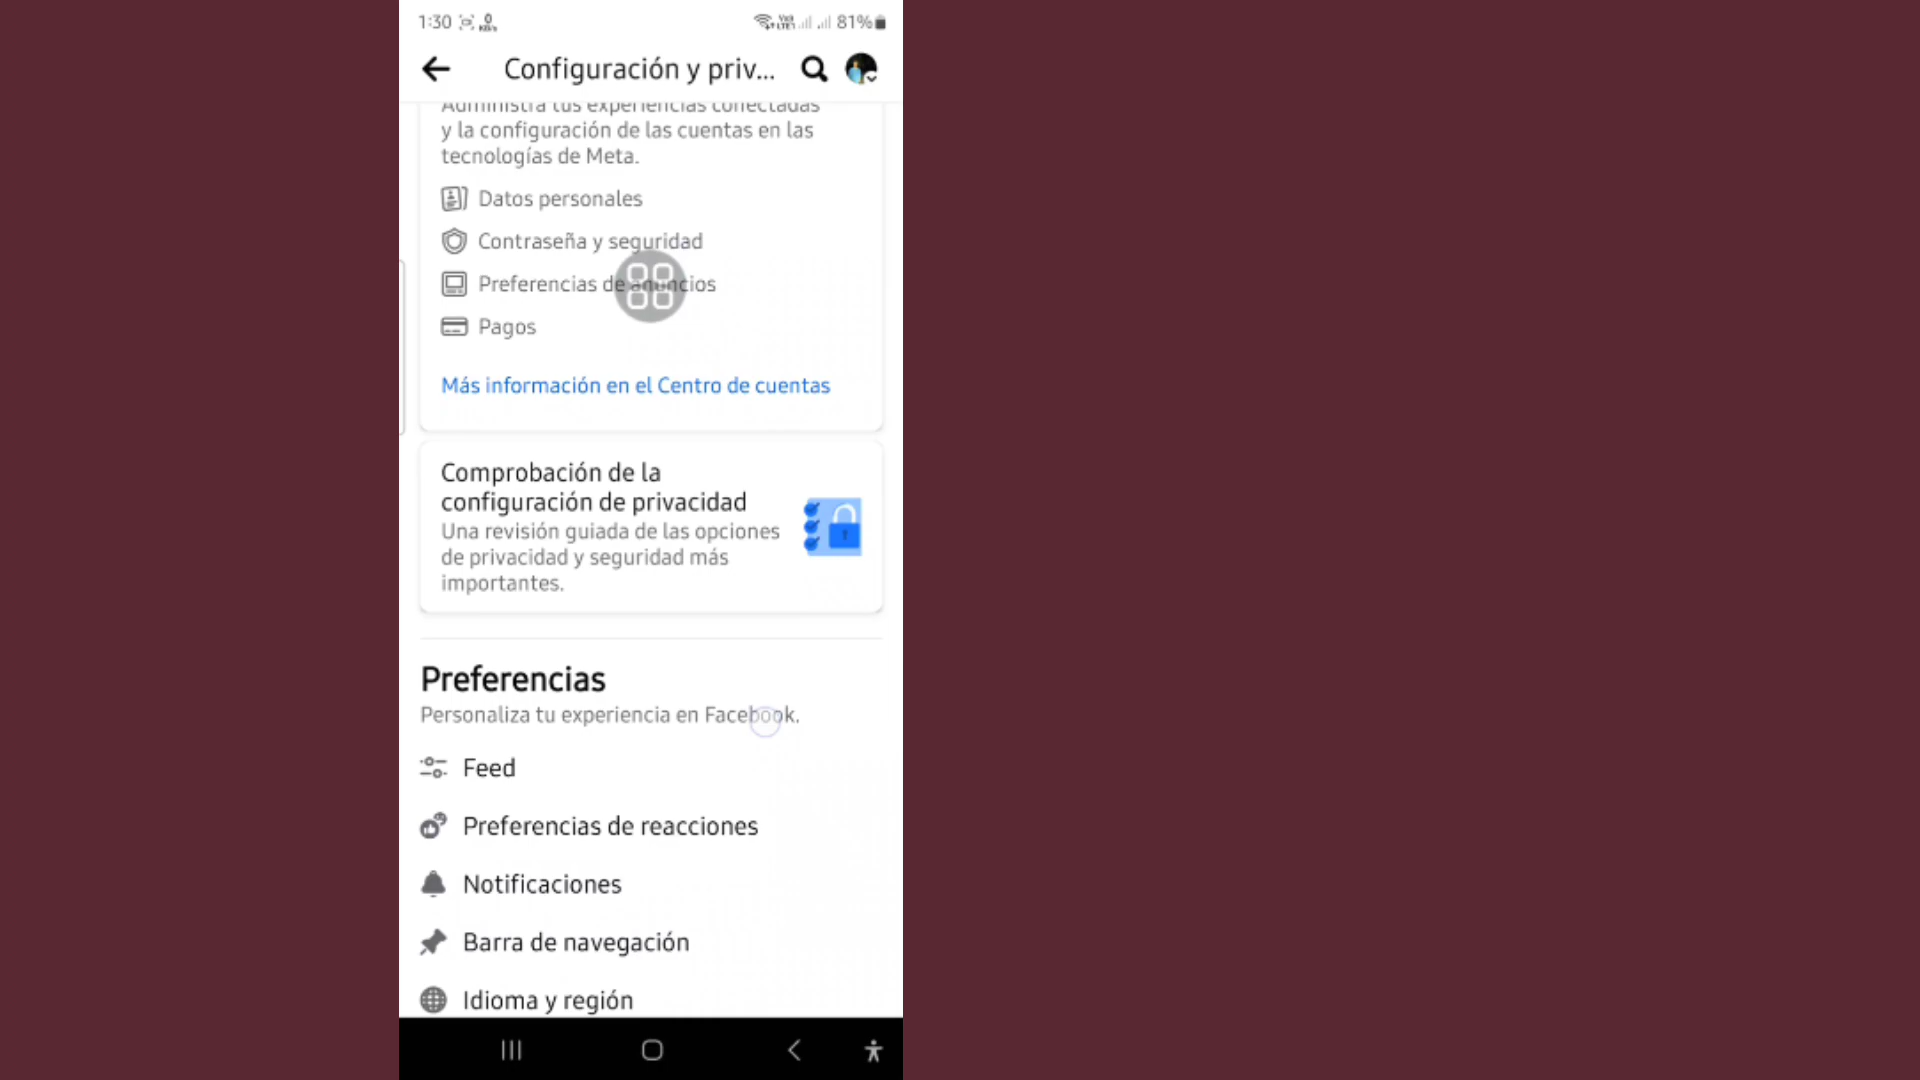 1:30
81%
Configuración y priv...
Administra tus experiencias conectadas
y la configuración de las cuentas en las
tecnologías de Meta.
Datos personales
Contraseña y seguridad
Preferencias de anuncios
Pagos
Más información en el Centro de cuentas
Comprobación de la
configuración de privacidad
Una revisión guiada de las opciones
de privacidad y seguridad más
importantes.
Preferencias
Personaliza tu experiencia en Facebook.
Feed
Preferencias de reacciones
Notificaciones
Barra de navegación
Idioma y región